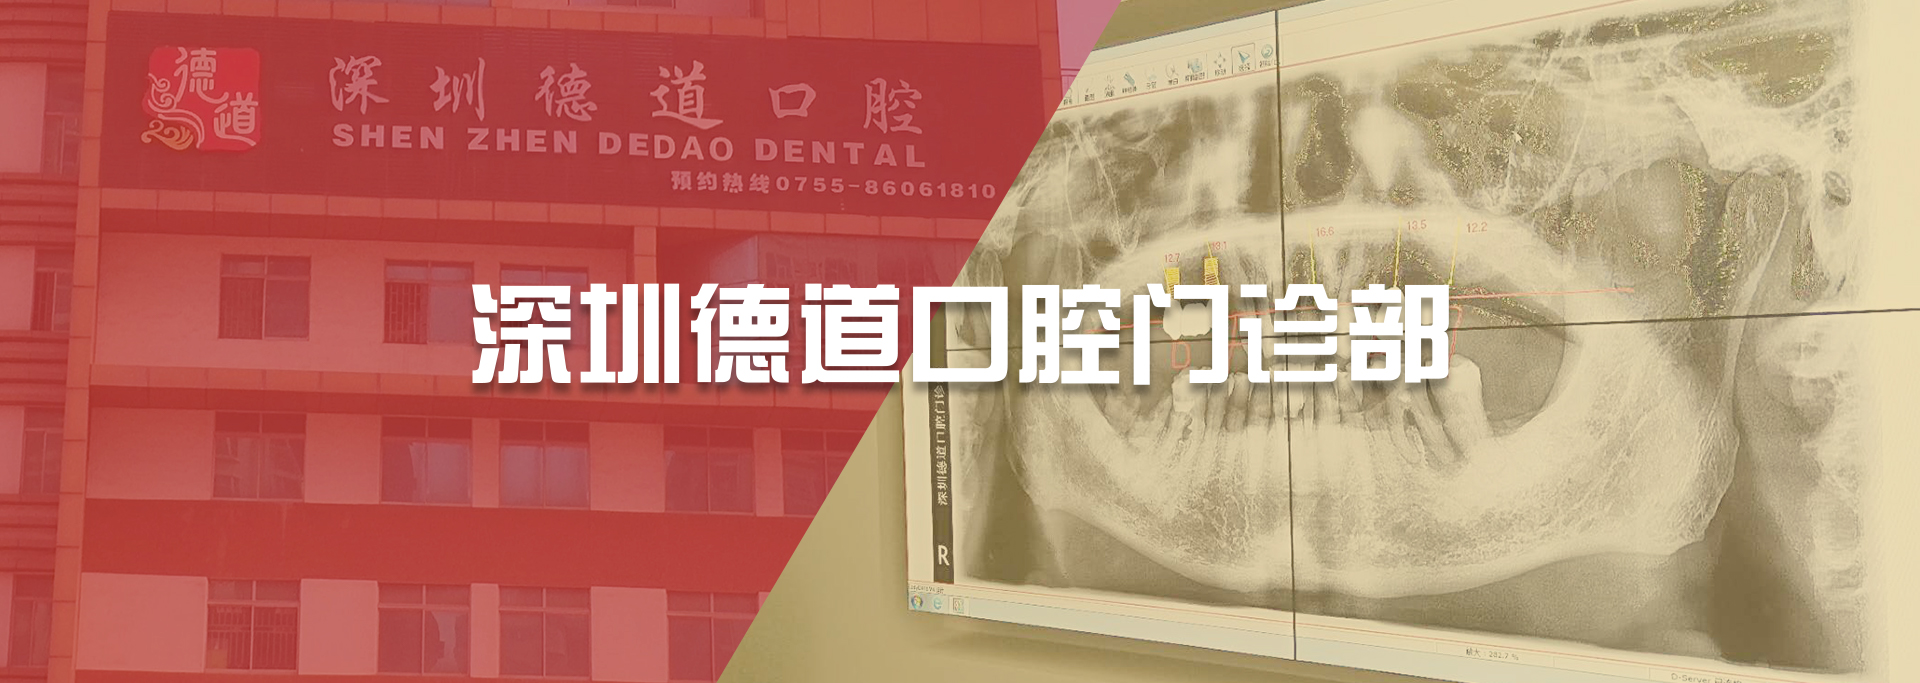 德道
深圳德道口腔
SHEN ZHEN DEDAO DENTAL
预约热线0755-86061810
12.7
16.6
13.5
12.2
深圳德道口腔门诊部
深圳德道口腔门诊
R
D-Server